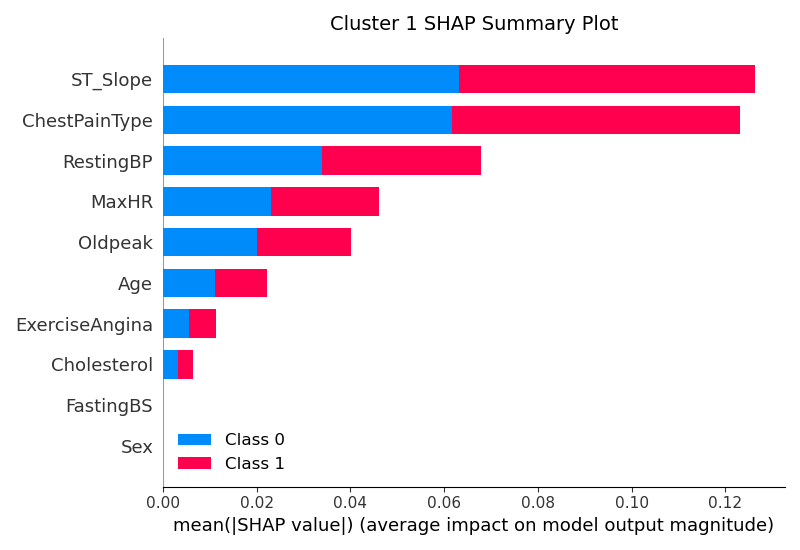 Cluster 1 SHAP Summary Plot
ST_Slope
ChestPainType
RestingBP
MaxHR
Oldpeak
Age
ExerciseAngina
Cholesterol
FastingBS
Sex
Class 0
Class 1
0.00 0.02 0.04 0.06 0.08 0.10 0.12
mean(|SHAP value|) (average impact on model output magnitude)